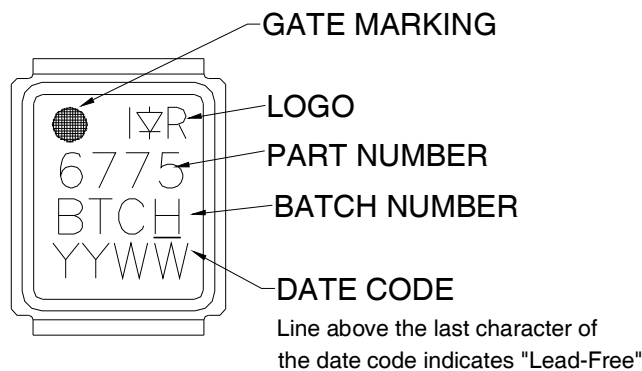 GATE MARKING
I R
LOGO
6775
PART NUMBER
BTCH
BATCH NUMBER
YYWW
DATE CODE
Line above the last character of
the date code indicates "Lead-Free"